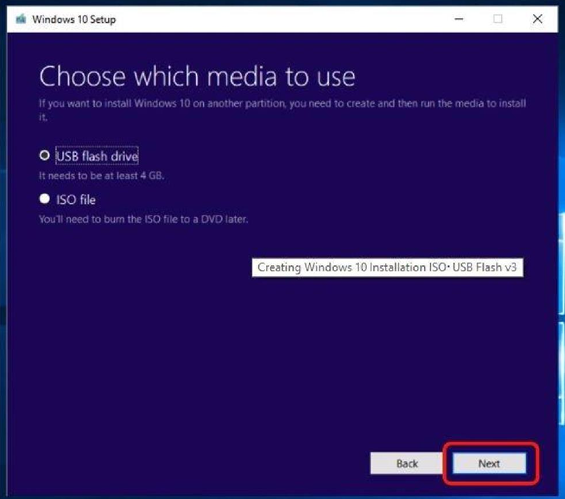 Windows 10 Setup
Choose which media to use
If you want to install Windows 10 on another partition, you need to create and then run the media to install
it.
USB flash drive
It needs to be at least 4 GB.
ISO file
You'll need to burn the ISO file to a DVD later.
Creating Windows 10 Installation ISO• USB Flash v3
Back
Next